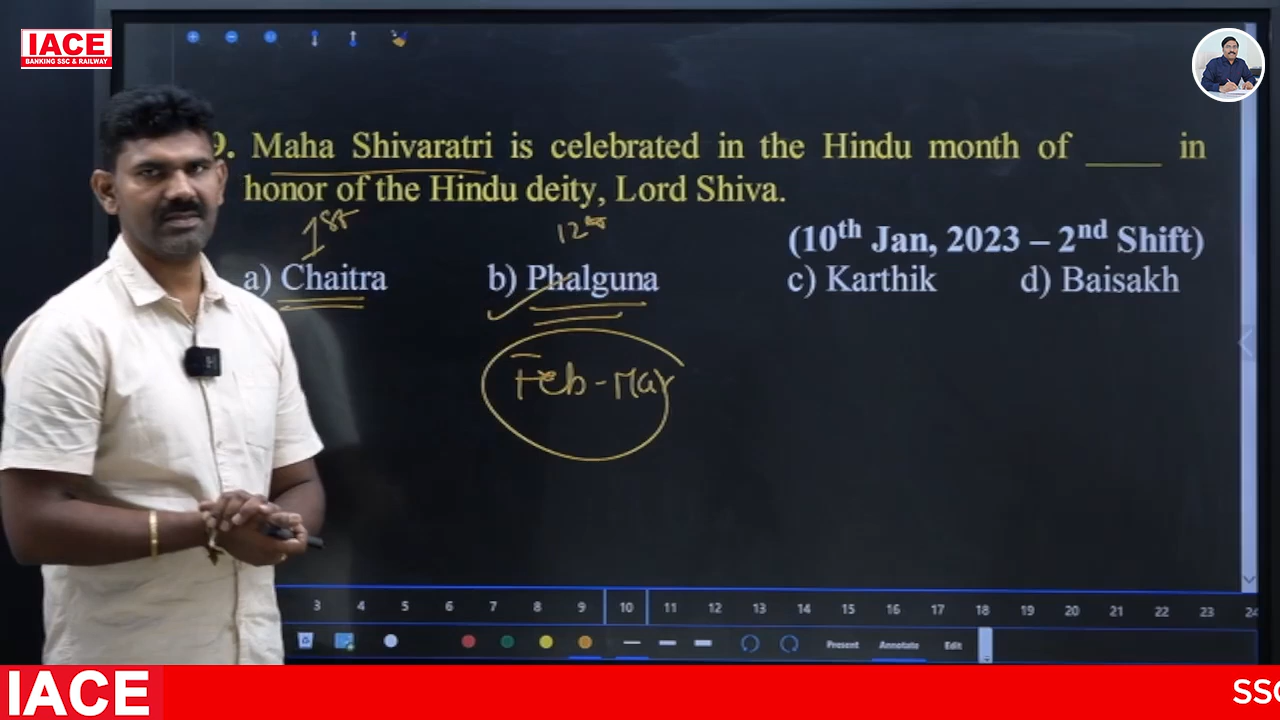 IACE
BANKING SSC & RAILWAY
9. Maha Shivaratri is celebrated in the Hindu month of ____ in
honor of the Hindu deity, Lord Shiva.
1st 12th
(10th Jan, 2023 – 2nd Shift)
a) Chaitra b) Phalguna c) Karthik d) Baisakh
Feb-Mar
3 4 5 6 7 8 9 10 11 12 13 14 15 16 17 18 19 20 21 22 23 24
Present Annotate Edit
IACE
SSC